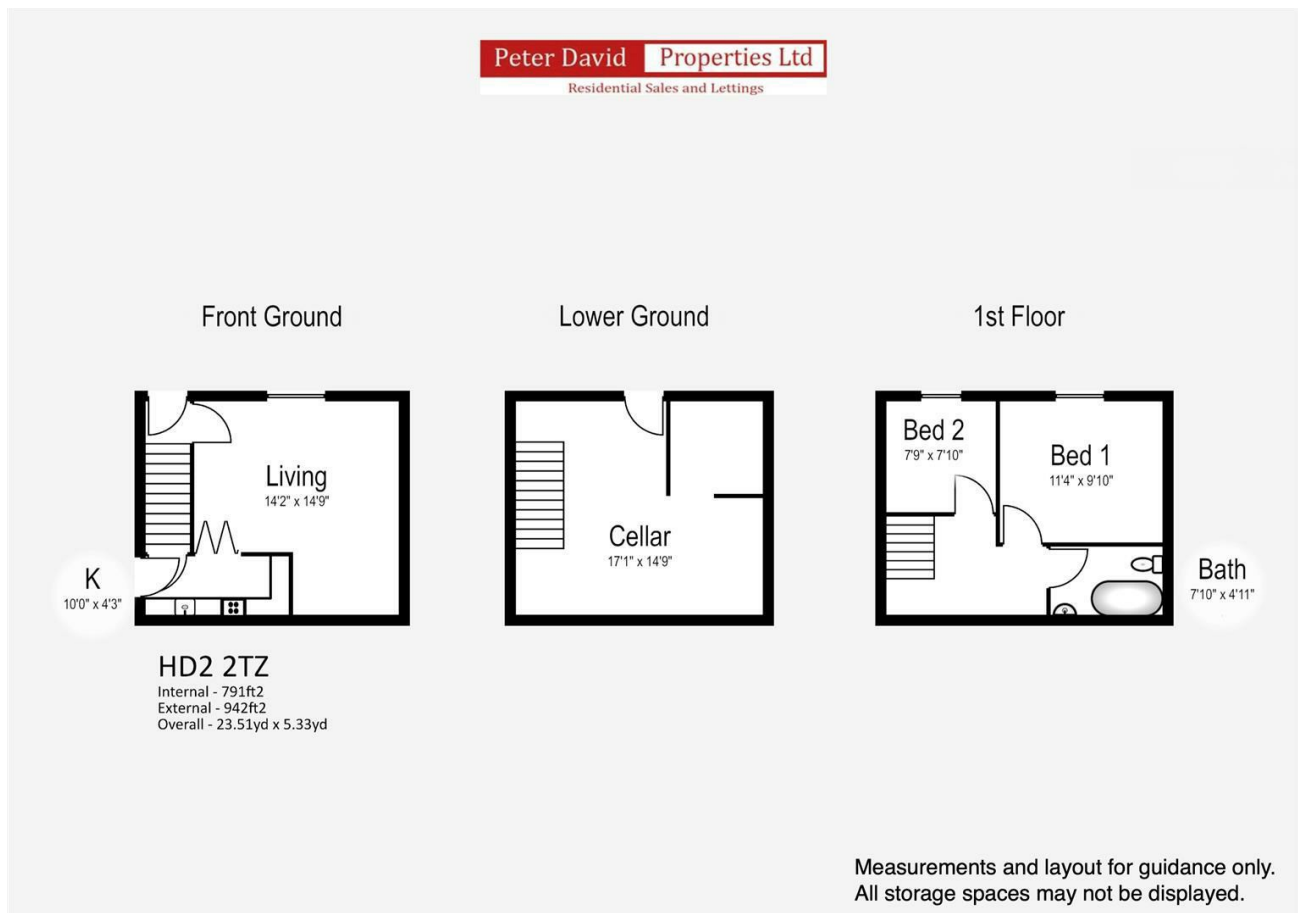 Peter David Properties Ltd
Residential Sales and Lettings
Front Ground
Living
14'2" x 14'9"
K
10'0" x 4'3"
HD2 2TZ
Internal - 791ft2
External - 942ft2
Overall - 23.51yd x 5.33yd
Lower Ground
Cellar
17'1" x 14'9"
1st Floor
Bed 2
7'9" x 7'10"
Bed 1
11'4" x 9'10"
Bath
7'10" x 4'11"
Measurements and layout for guidance only.
All storage spaces may not be displayed.